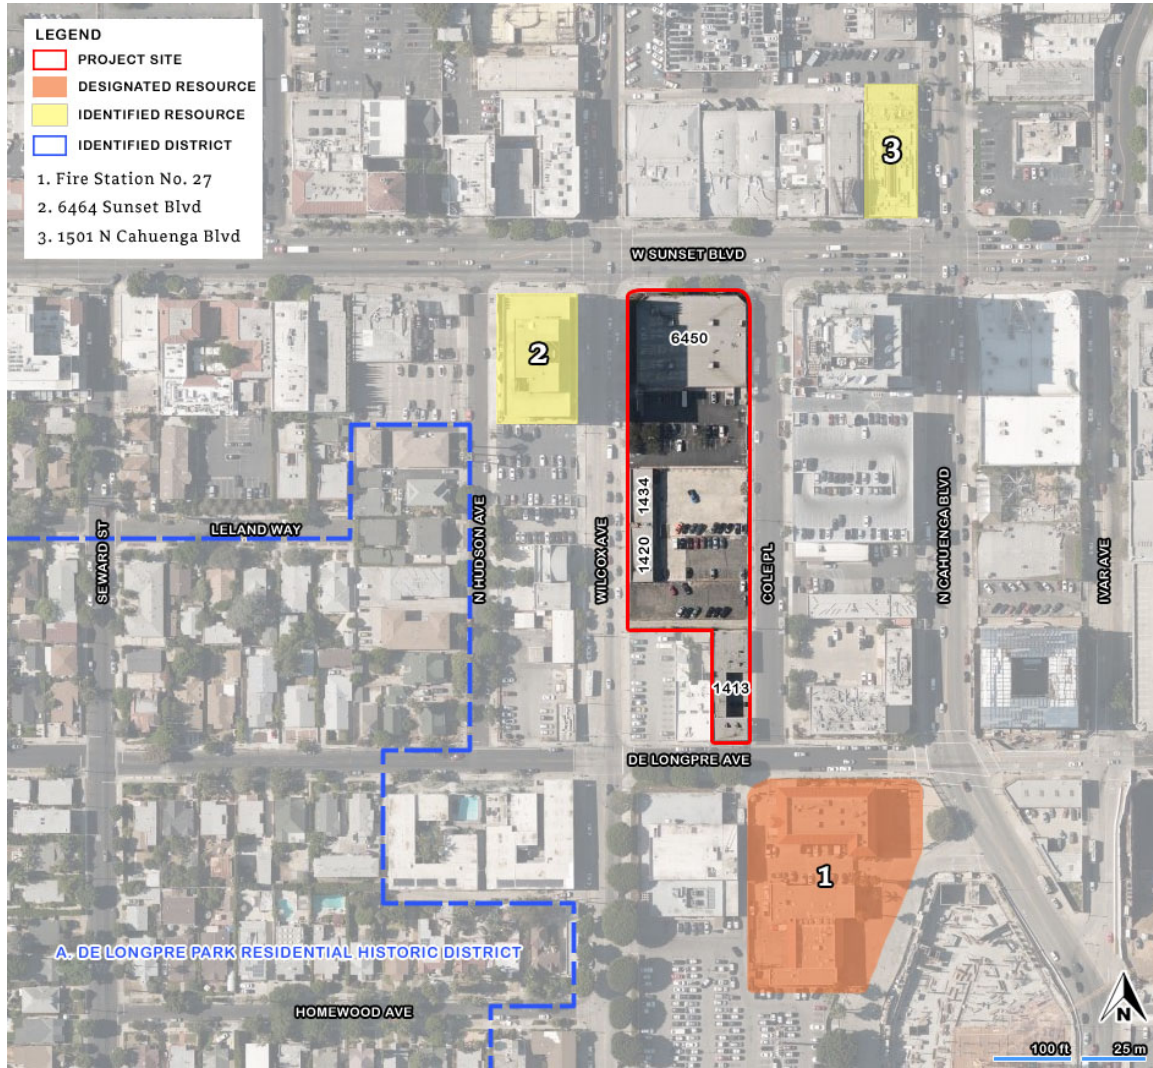 LEGEND
PROJECT SITE
DESIGNATED RESOURCE
IDENTIFIED RESOURCE
IDENTIFIED DISTRICT
1. Fire Station No. 27
2. 6464 Sunset Blvd
3. 1501 N Cahuenga Blvd
3
W SUNSET BLVD
6450
2
1434
1420
LELAND WAY
SEWARD ST
N HUDSON AVE
WILCOX AVE
COLE PL
N CAHUENGA BLVD
IVAR AVE
1413
DE LONGPRE AVE
1
A. DE LONGPRE PARK RESIDENTIAL HISTORIC DISTRICT
HOMEWOOD AVE
N
100 ft
25 m